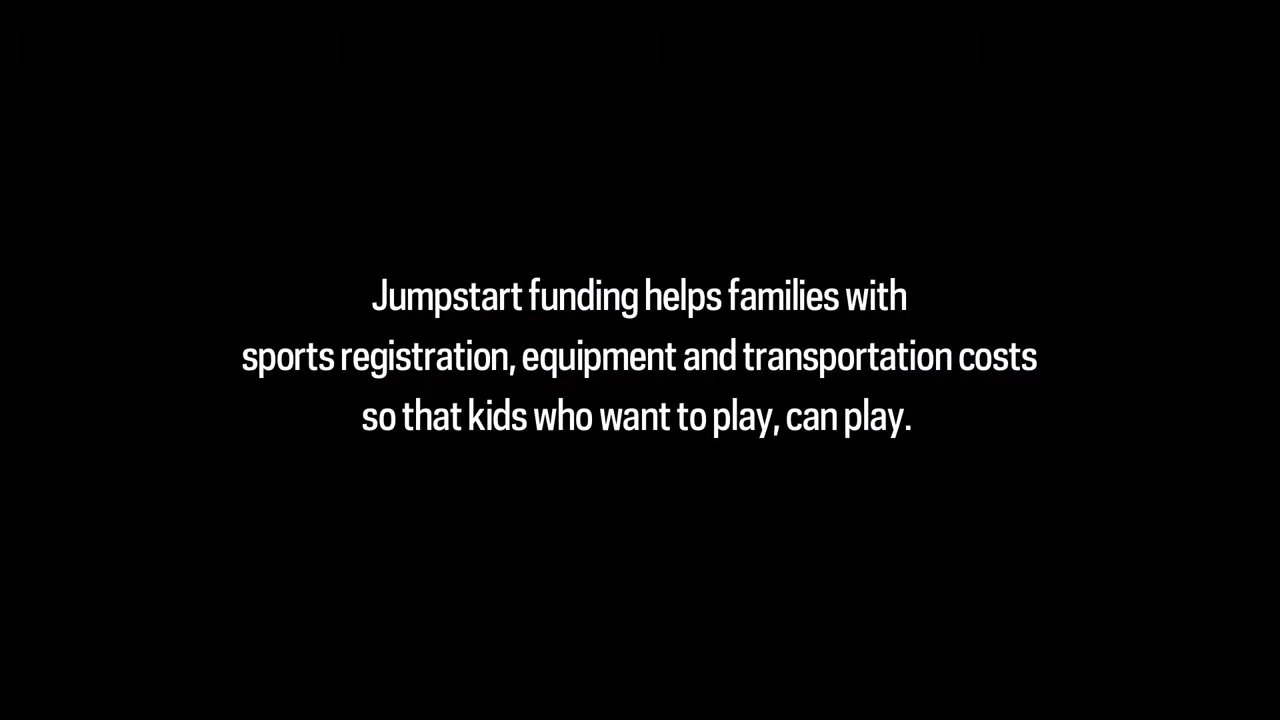 Jumpstart funding helps families with
sports registration, equipment and transportation costs
so that kids who want to play, can play.